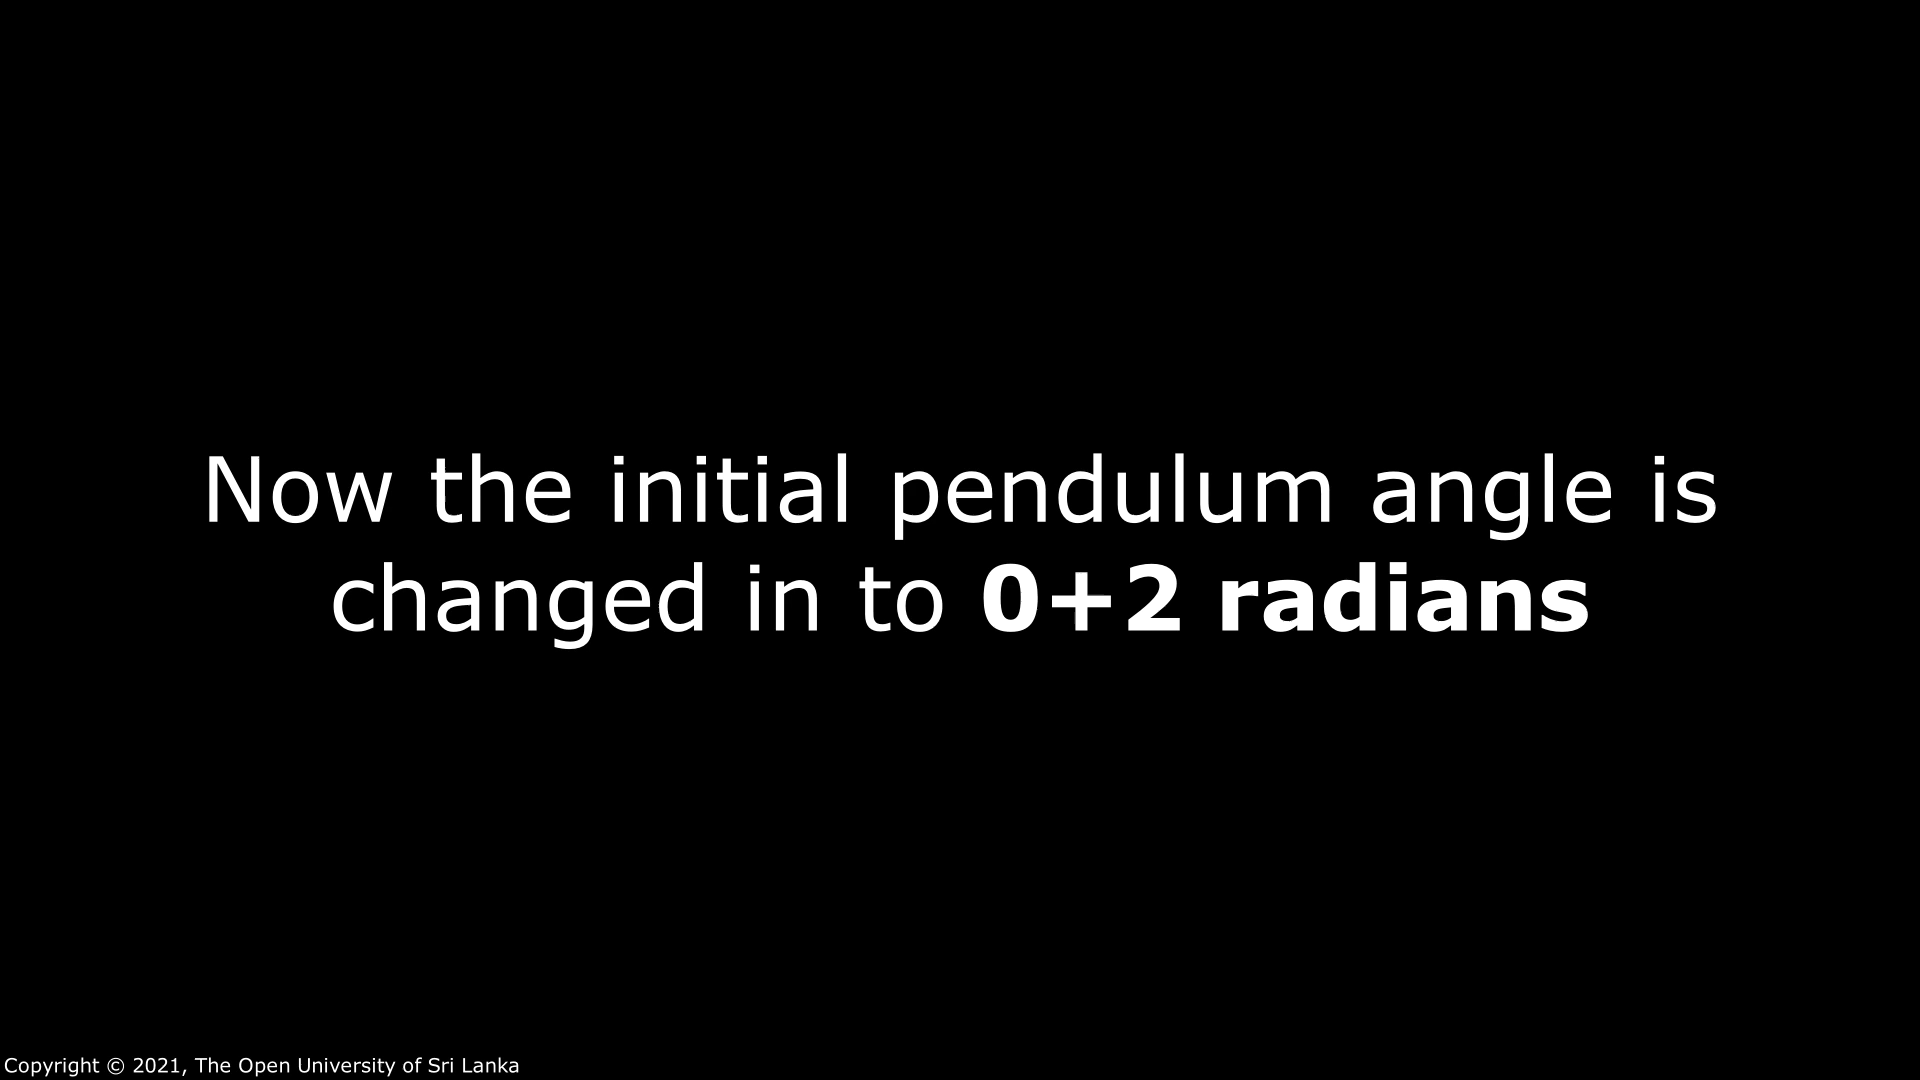 Now the initial pendulum angle is
changed in to 0+2 radians
Copyright © 2021, The Open University of Sri Lanka